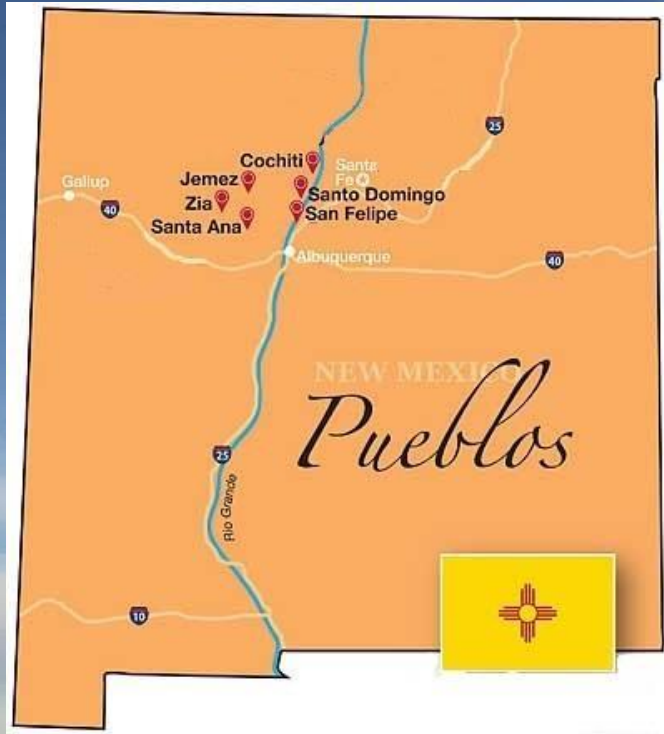 25
Cochiti
Santa
Fe
Jemez
Gallup
Santo Domingo
Zia
San Felipe
40
Santa Ana
Albuquerque
40
NEW MEXICO
Pueblos
25
Rio Grande
10